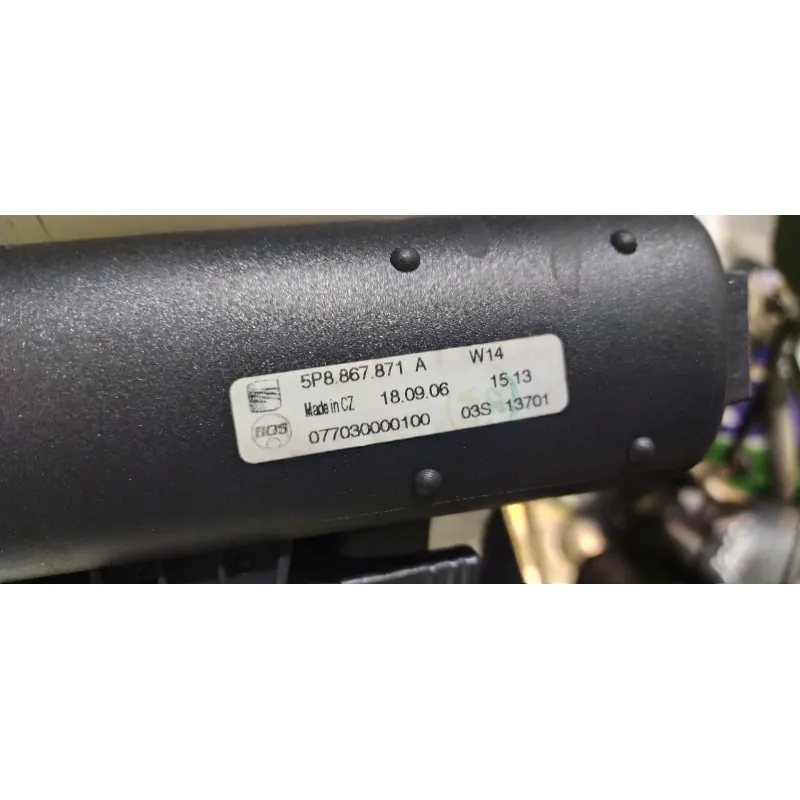 5P8.867.871 A W14
Made in CZ 18.09.06 15 13
BOS 077030000100 03S 13701